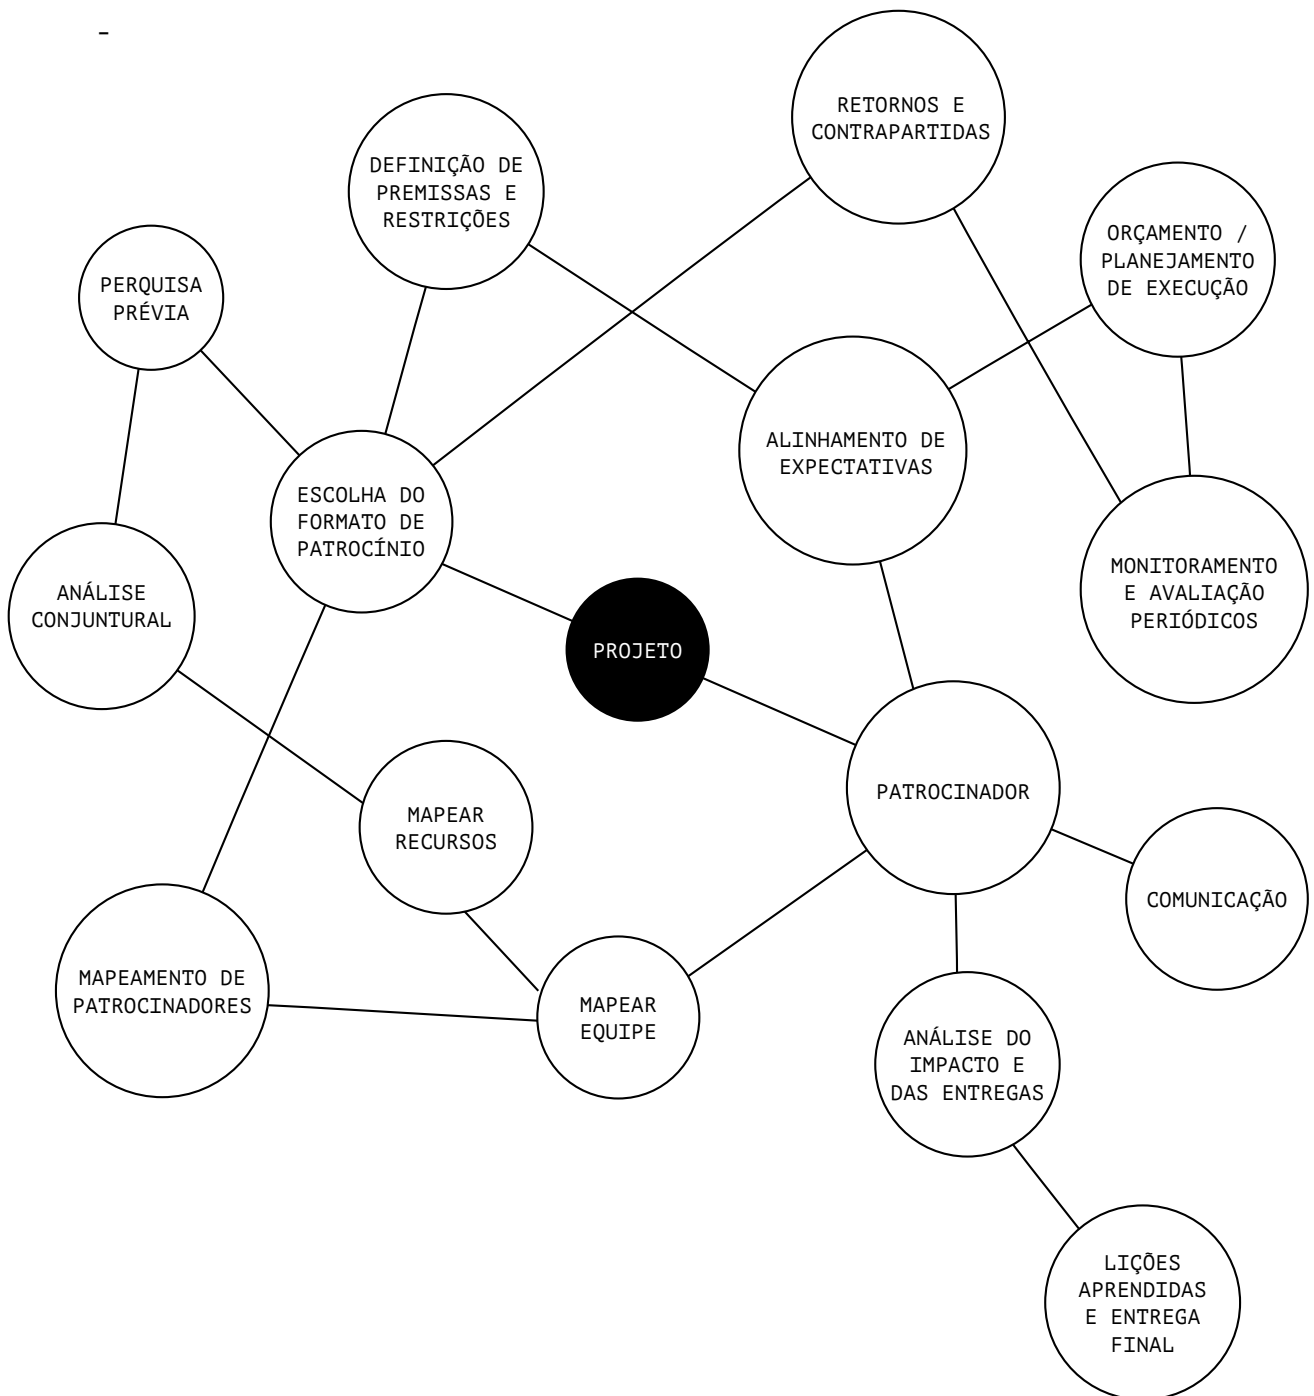 -
RETORNOS E
CONTRAPARTIDAS
DEFINIÇÃO DE
PREMISSAS E
RESTRIÇÕES
ORÇAMENTO /
PLANEJAMENTO
DE EXECUÇÃO
PERQUISA
PRÉVIA
ALINHAMENTO DE
EXPECTATIVAS
ESCOLHA DO
FORMATO DE
PATROCÍNIO
MONITORAMENTO
E AVALIAÇÃO
PERIÓDICOS
ANÁLISE
CONJUNTURAL
PROJETO
PATROCINADOR
MAPEAR
RECURSOS
COMUNICAÇÃO
MAPEAMENTO DE
PATROCINADORES
MAPEAR
EQUIPE
ANÁLISE DO
IMPACTO E
DAS ENTREGAS
LIÇÕES
APRENDIDAS
E ENTREGA
FINAL